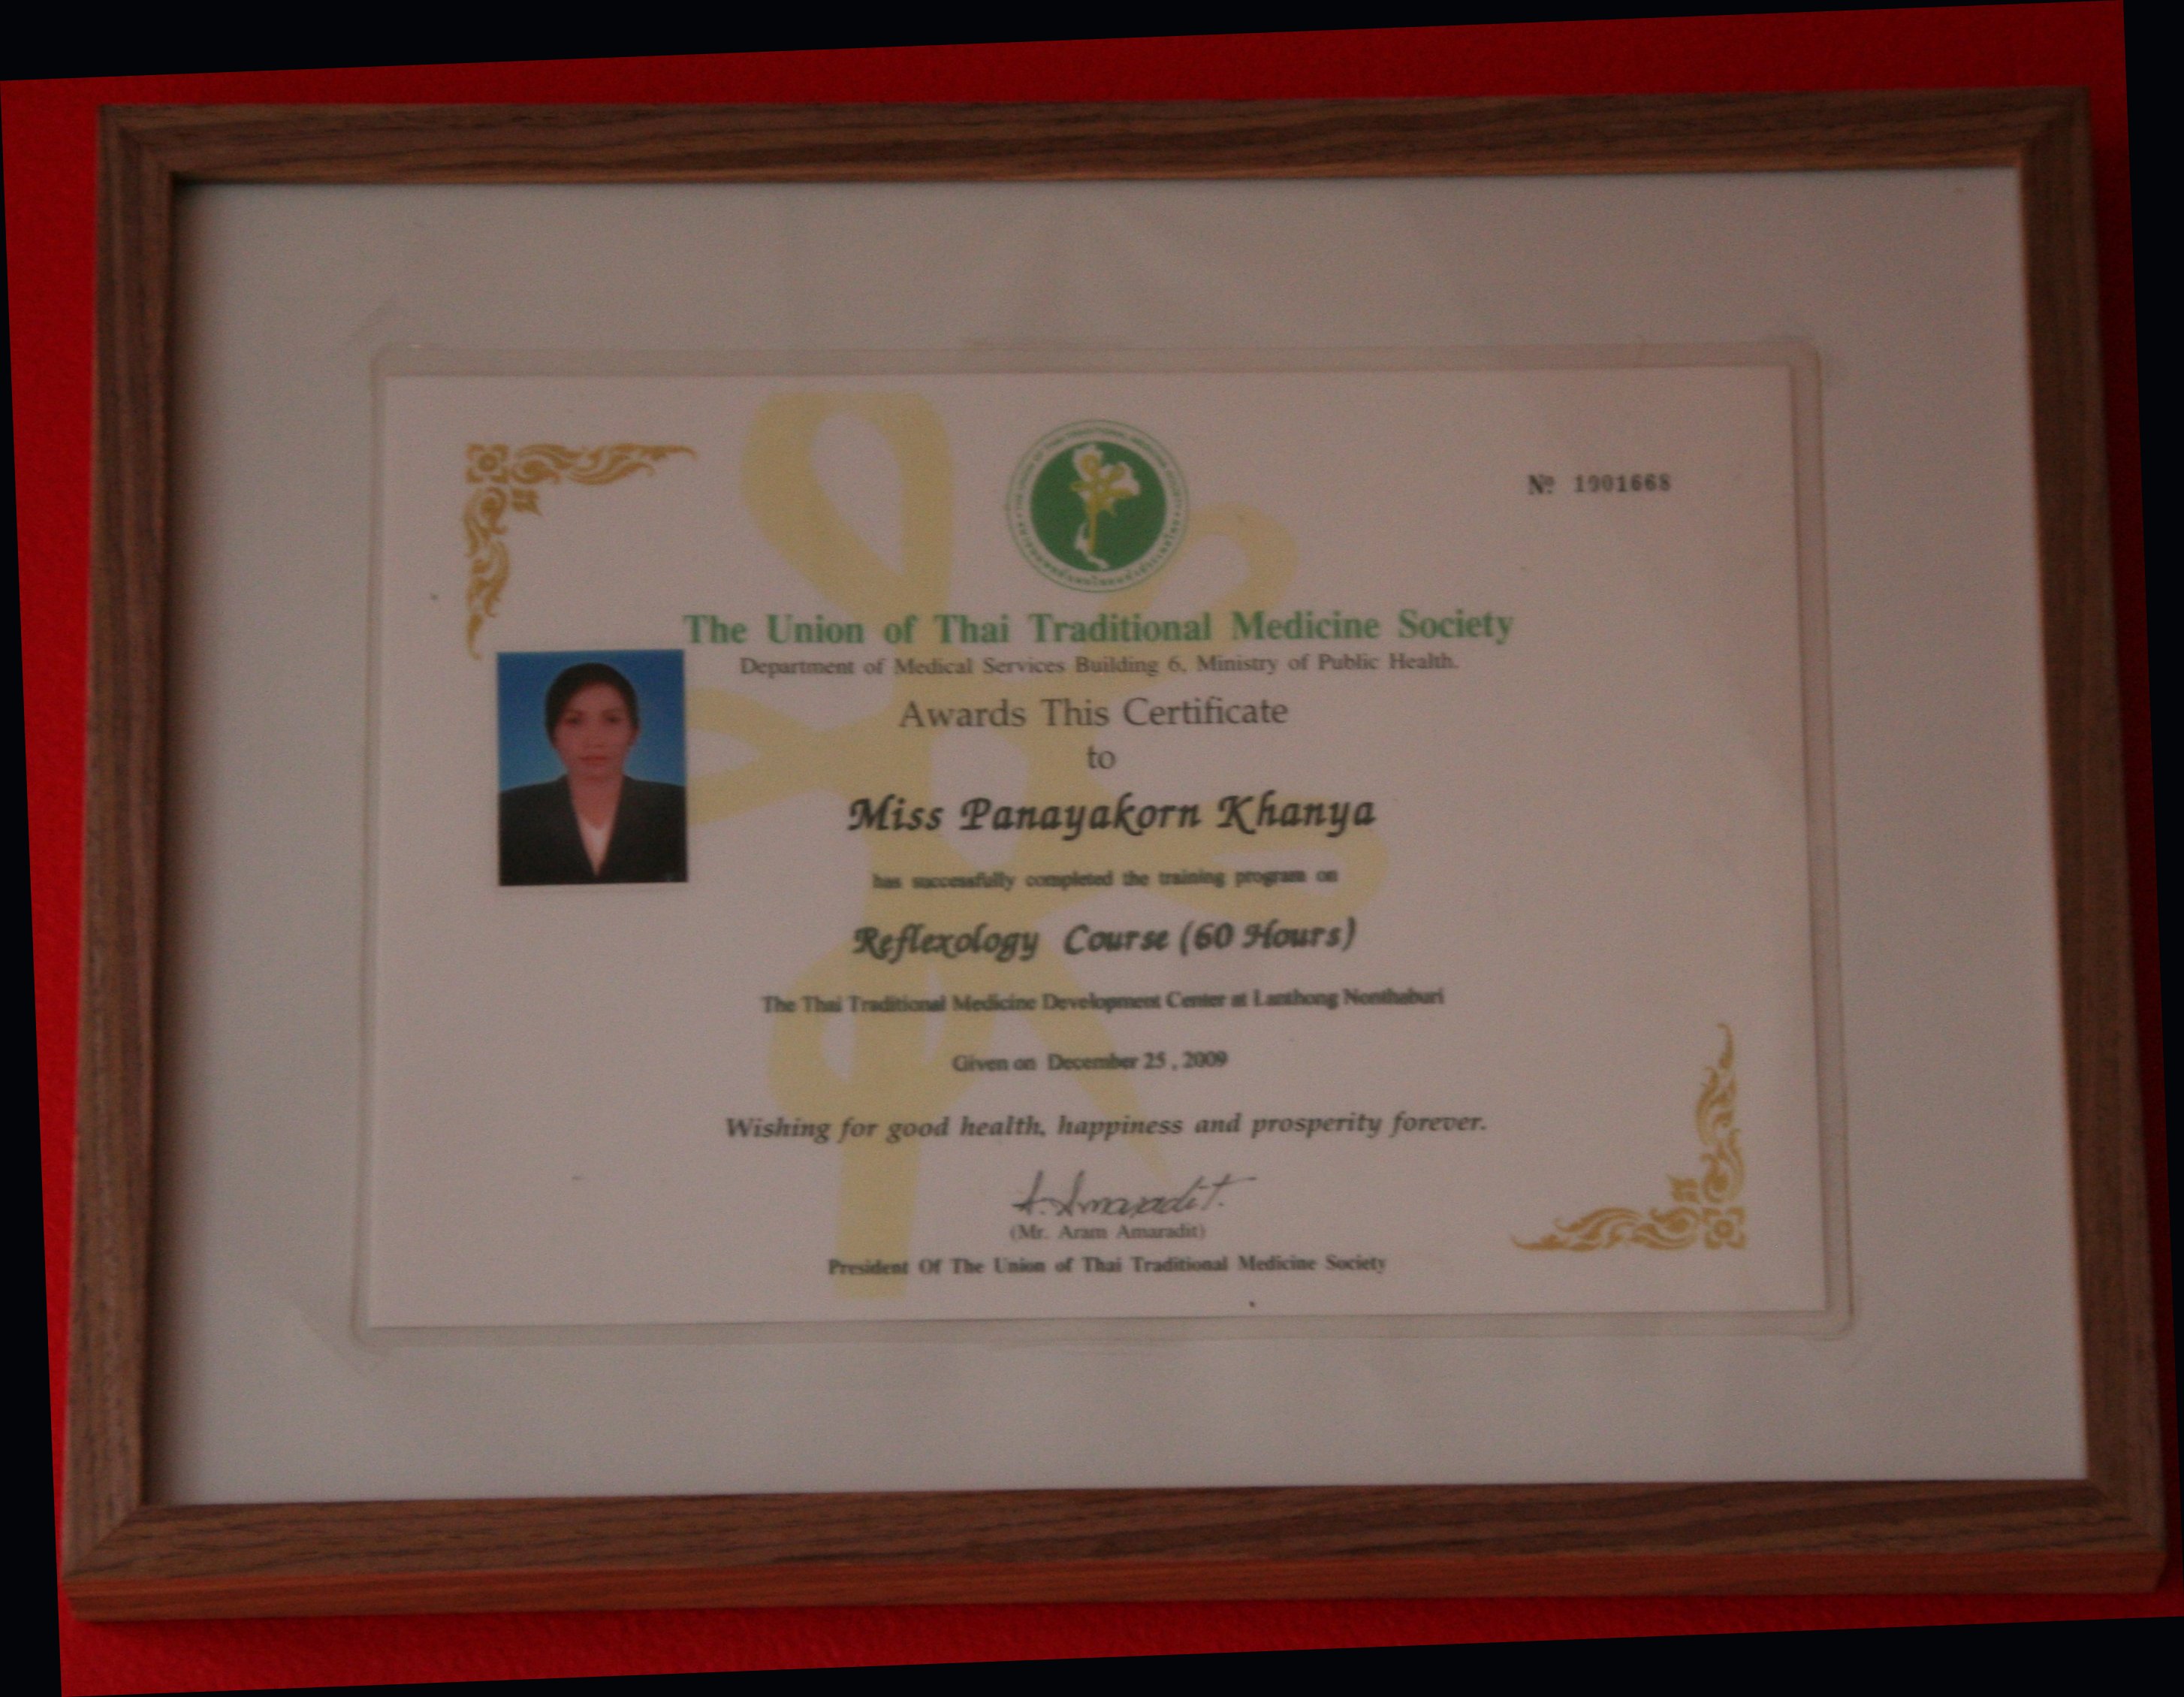 Nº 1901668
The Union of Thai Traditional Medicine Society
Department of Medical Services Building 6, Ministry of Public Health.
Awards This Certificate
to
Miss Panayakorn Khanya
has successfully completed the training program on
Reflexology Course (60 Hours)
The Thai Traditional Medicine Development Center at Lanthong Nonthaburi
Given on December 25 , 2009
Wishing for good health, happiness and prosperity forever.
A. Amaradit.
(Mr. Aram Amaradit)
President Of The Union of Thai Traditional Medicine Society